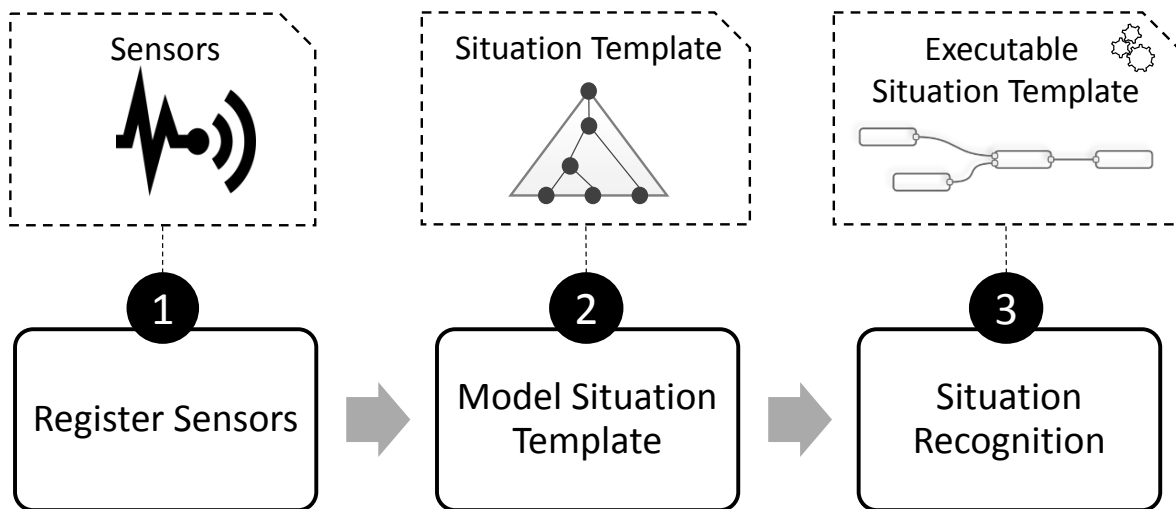 Sensors
Situation Template
Executable
Situation Template
1
2
3
Register Sensors
Model Situation
Template
Situation
Recognition